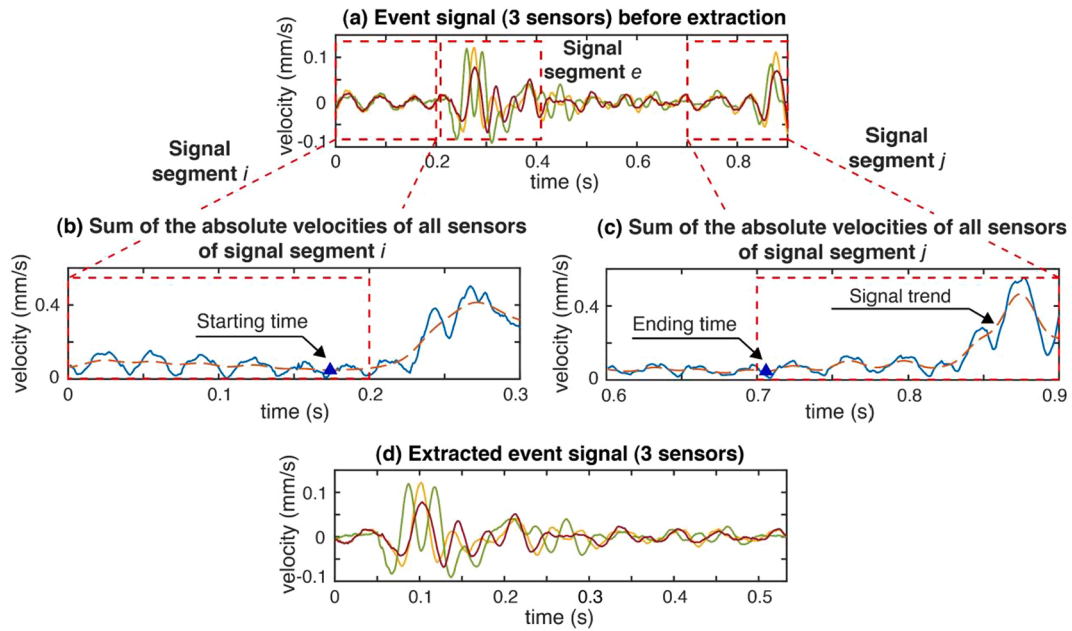 (a) Event signal (3 sensors) before extraction
velocity (mm/s)
0.1
0
-0.1
Signal
segment e
0 0.2 0.4 0.6 0.8
time (s)
Signal
segment i
Signal
segment j
(b) Sum of the absolute velocities of all sensors
of signal segment i
velocity (mm/s)
0.4
0
Starting time
0 0.1 0.2 0.3
time (s)
(c) Sum of the absolute velocities of all sensors
of signal segment j
velocity (mm/s)
0.4
0
Ending time
Signal trend
0.6 0.7 0.8 0.9
time (s)
(d) Extracted event signal (3 sensors)
velocity (mm/s)
0.1
0
-0.1
0 0.1 0.2 0.3 0.4 0.5
time (s)